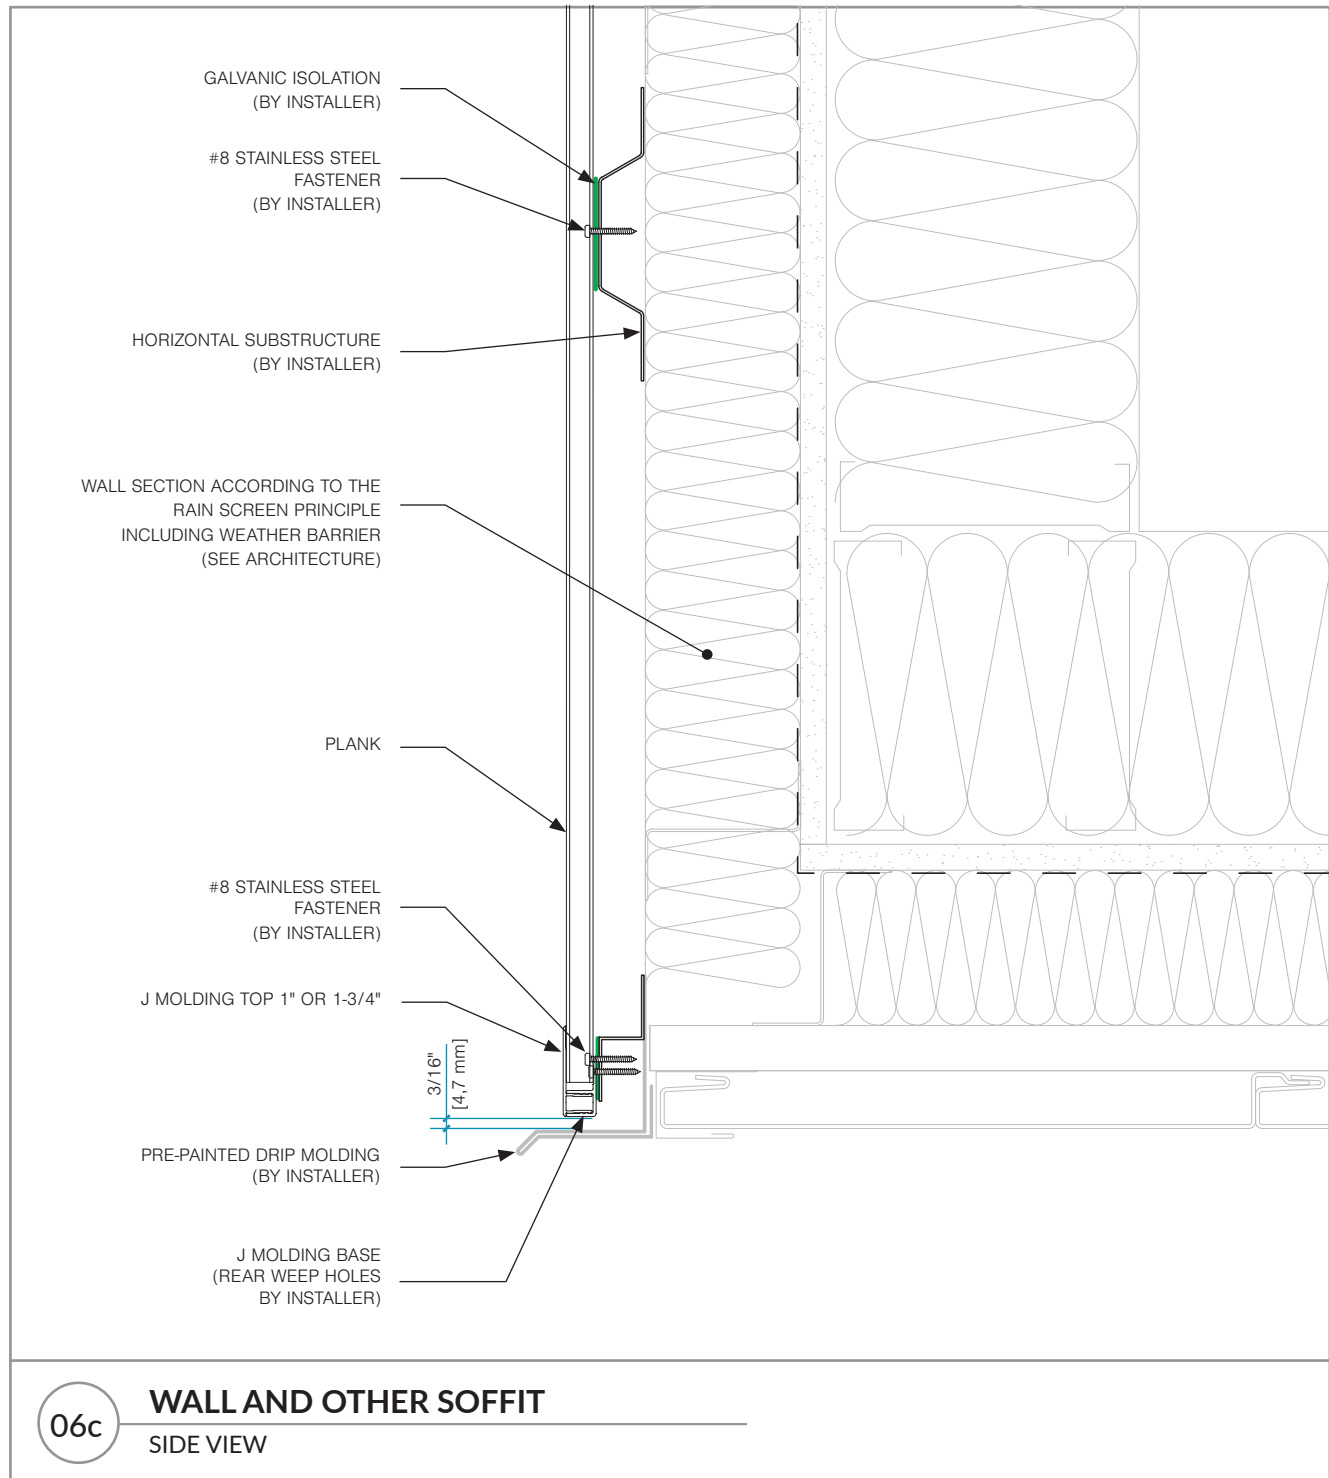 GALVANIC ISOLATION
(BY INSTALLER)
#8 STAINLESS STEEL
FASTENER
(BY INSTALLER)
HORIZONTAL SUBSTRUCTURE
(BY INSTALLER)
WALL SECTION ACCORDING TO THE
RAIN SCREEN PRINCIPLE
INCLUDING WEATHER BARRIER
(SEE ARCHITECTURE)
PLANK
#8 STAINLESS STEEL
FASTENER
(BY INSTALLER)
J MOLDING TOP 1" OR 1-3/4"
3/16"
[4,7 mm]
PRE-PAINTED DRIP MOLDING
(BY INSTALLER)
J MOLDING BASE
(REAR WEEP HOLES
BY INSTALLER)
06c
WALL AND OTHER SOFFIT
SIDE VIEW